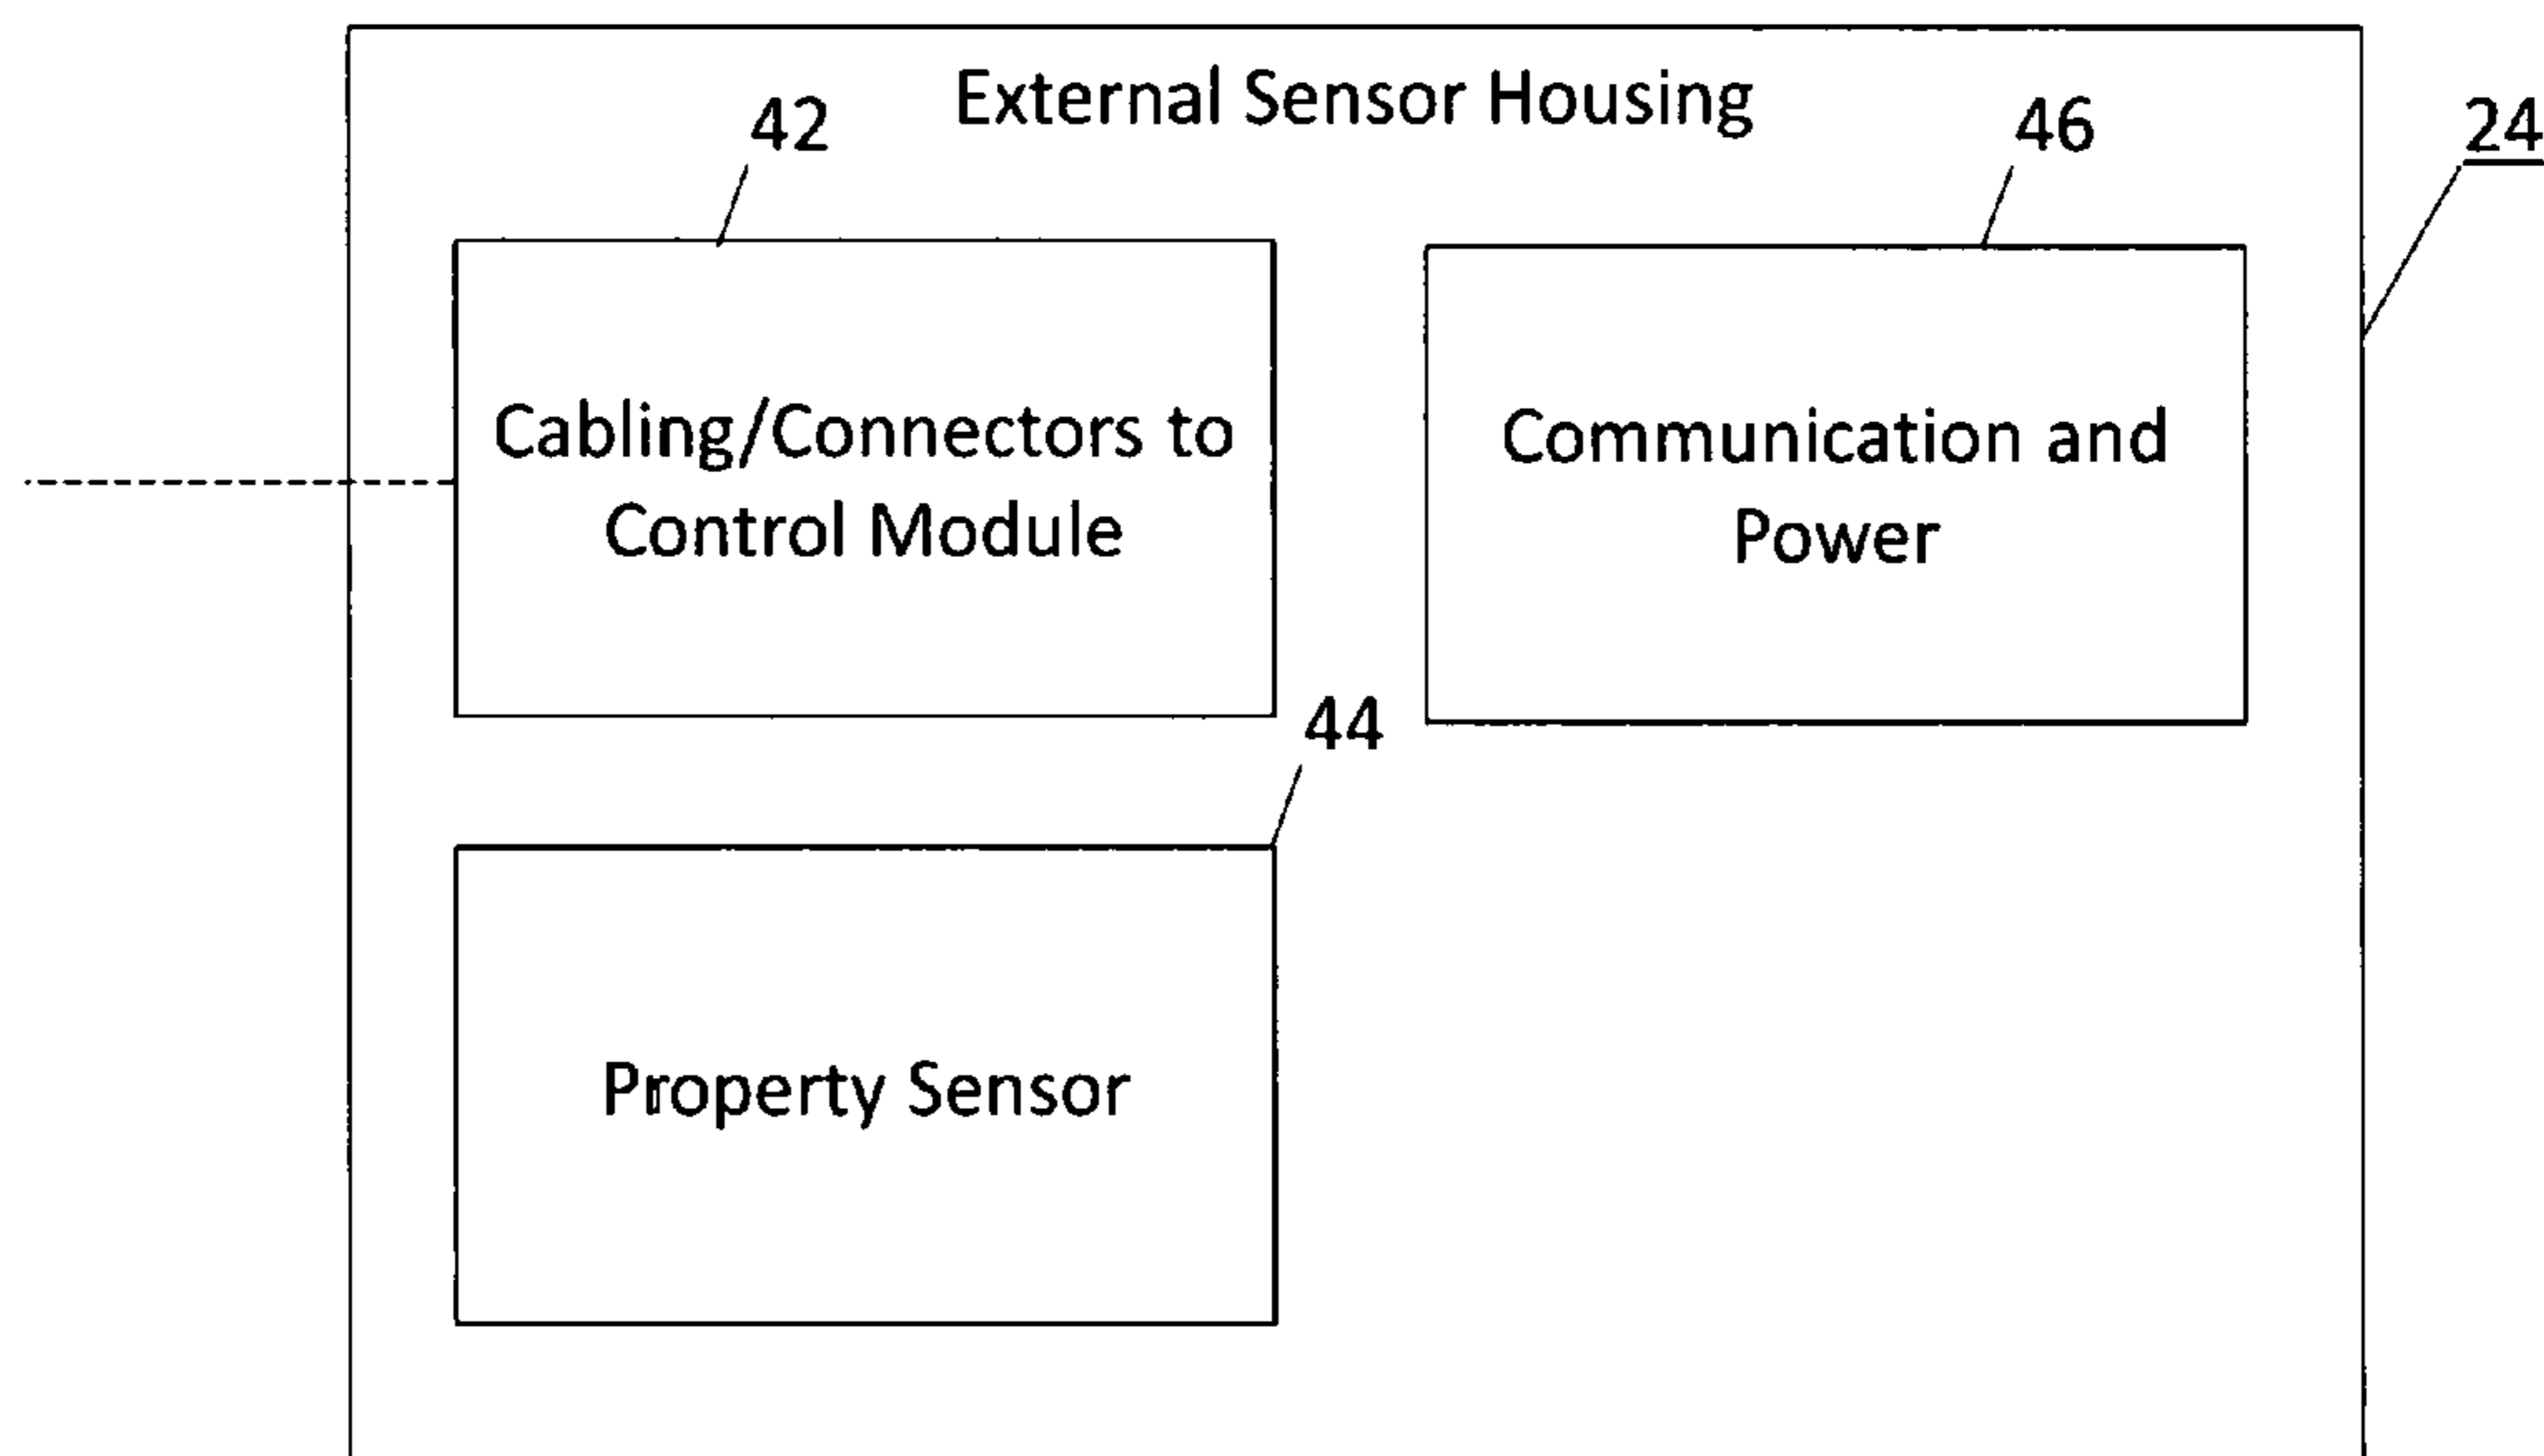 External Sensor Housing
42
46
24
Cabling/Connectors to
Control Module
Communication and
Power
44
Property Sensor